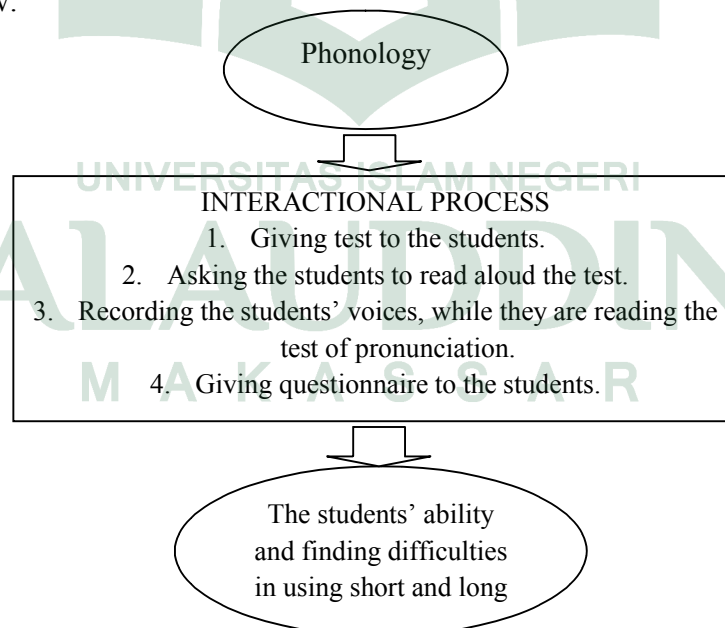 Phonology
UNIVERSITAS ISLAM NEGERI
INTERACTIONAL PROCESS
1. Giving test to the students.
2. Asking the students to read aloud the test.
ALAUDDIN
3. Recording the students’ voices, while they are reading the
test of pronunciation.
MAKASSAR
4. Giving questionnaire to the students.
The students’ ability
and finding difficulties
in using short and long